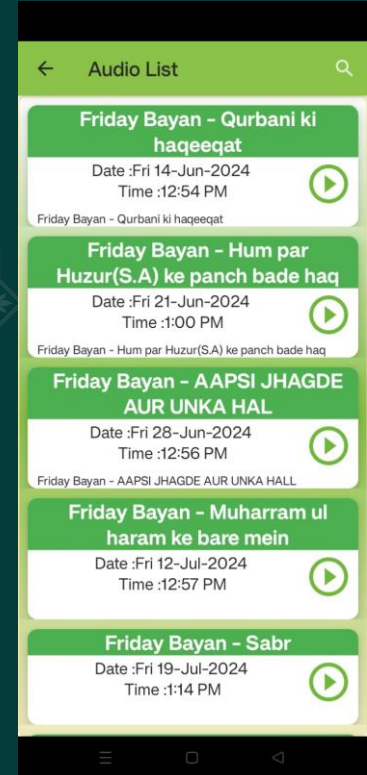 Audio List
Friday Bayan - Qurbani ki
haqeeqat
Date :Fri 14-Jun-2024
Time :12:54 PM
Friday Bayan - Qurbani ki haqeeqat
Friday Bayan - Hum par
Huzur(S.A) ke panch bade haq
Date :Fri 21-Jun-2024
Time :1:00 PM
Friday Bayan - Hum par Huzur(S.A) ke panch bade haq
Friday Bayan - AAPSI JHAGDE
AUR UNKA HAL
Date :Fri 28-Jun-2024
Time :12:56 PM
Friday Bayan - AAPSI JHAGDE AUR UNKA HALL
Friday Bayan - Muharram ul
haram ke bare mein
Date :Fri 12-Jul-2024
Time :12:57 PM
Friday Bayan - Sabr
Date :Fri 19-Jul-2024
Time :1:14 PM